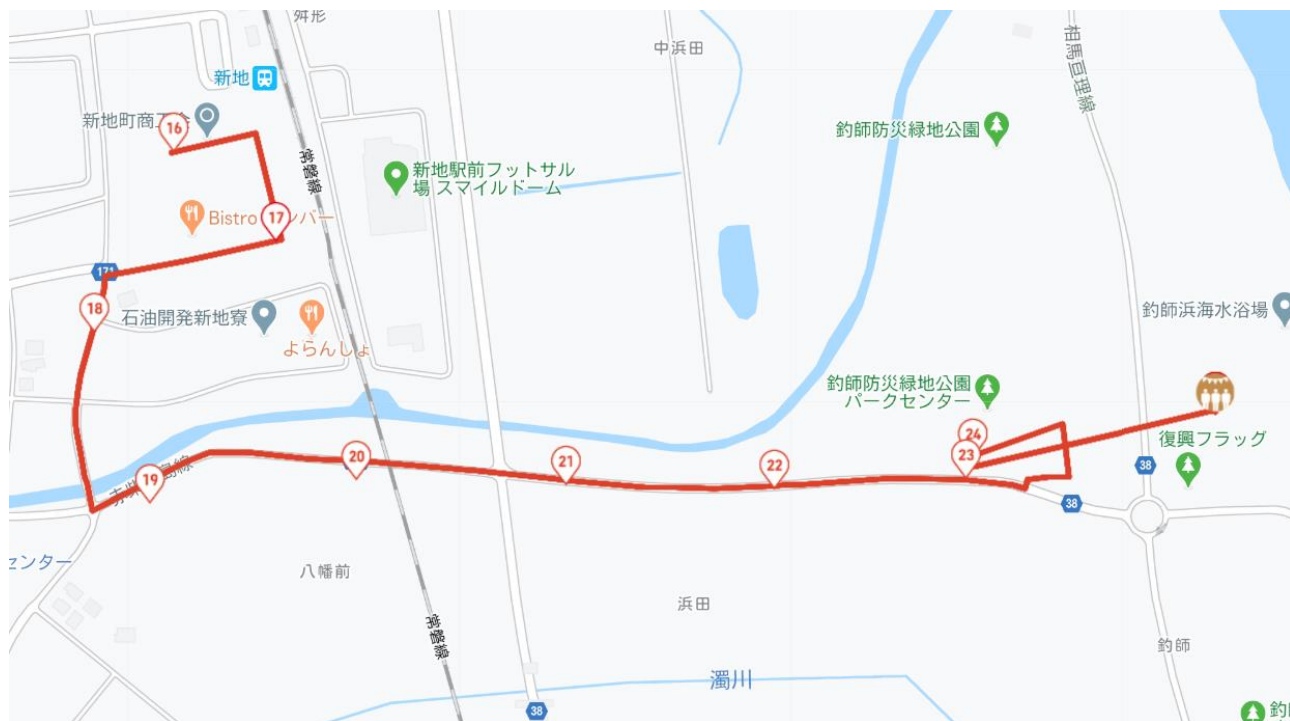 舛形
中浜田
相馬亘理線
新地
新地町商工会
16
釣師防災緑地公園
常磐線
新地駅前フットサル
場 スマイルドーム
Bistro
17
171
18
石油開発新地寮
よらんしょ
釣師浜海水浴場
釣師防災緑地公園
パークセンター
24
23
復興フラッグ
38
19
20
21
22
38
センター
八幡前
浜田
常磐線
釣師
濁川
38